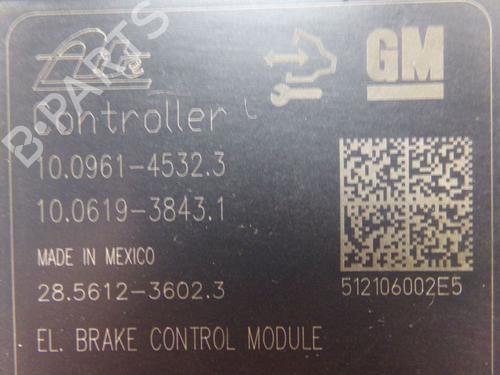 GM
Controller
10.0961-4532.3
10.0619-3843.1
MADE IN MEXICO
28.5612-3602.3
512106002E5
EL. BRAKE CONTROL MODULE
B-PARTS